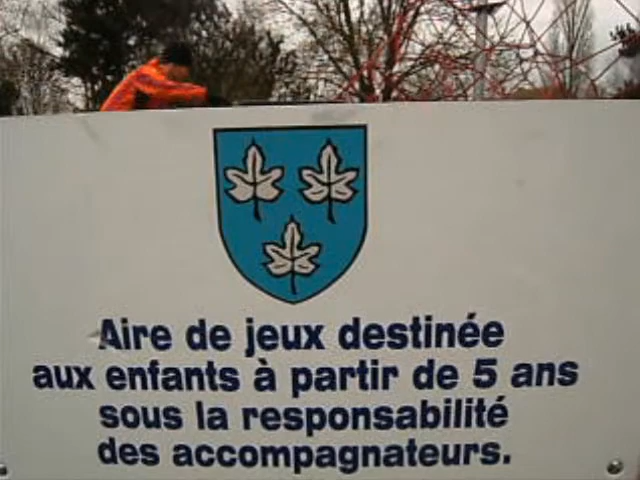 Aire de jeux destinée
aux enfants à partir de 5 ans
sous la responsabilité
des accompagnateurs.